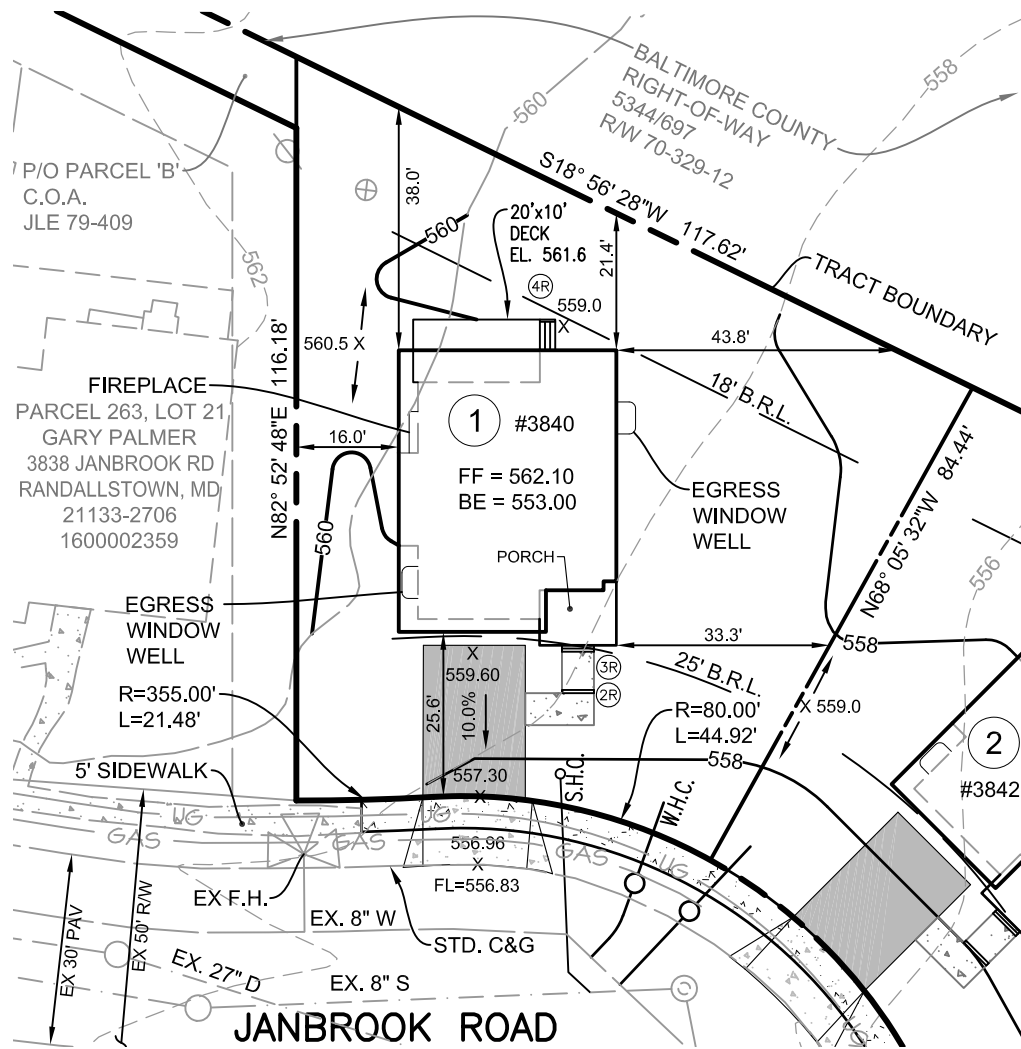 BALTIMORE COUNTY
RIGHT-OF-WAY
5344/697
R/W 70-329-12
558
560
P/O PARCEL 'B'
C.O.A.
JLE 79-409
S18° 56' 28"W 117.62'
38.0'
20'x10'
DECK
EL. 561.6
560
562
21.4'
TRACT BOUNDARY
4R
559.0
X
560.5 X
43.8'
N82° 52' 48"E 116.18'
FIREPLACE
18' B.R.L.
PARCEL 263, LOT 21
GARY PALMER
3838 JANBROOK RD
RANDALLSTOWN, MD
21133-2706
1600002359
1
#3840
16.0'
FF = 562.10
BE = 553.00
EGRESS
WINDOW
WELL
N68° 05' 32"W 84.44'
560
PORCH
556
EGRESS
WINDOW
WELL
33.3'
558
3R
2R
25' B.R.L.
X
559.60
25.6'
10.0%
R=355.00'
L=21.48'
R=80.00'
L=44.92'
X 559.0
2
#3842
558
5' SIDEWALK
557.30
X
S.H.C.
W.H.C.
UG
UG
UG
GAS
GAS
GAS
556.96
X
FL=556.83
EX F.H.
EX. 8" W
STD. C&G
EX 30' PAV
EX 50' R/W
EX. 27" D
EX. 8" S
JANBROOK ROAD